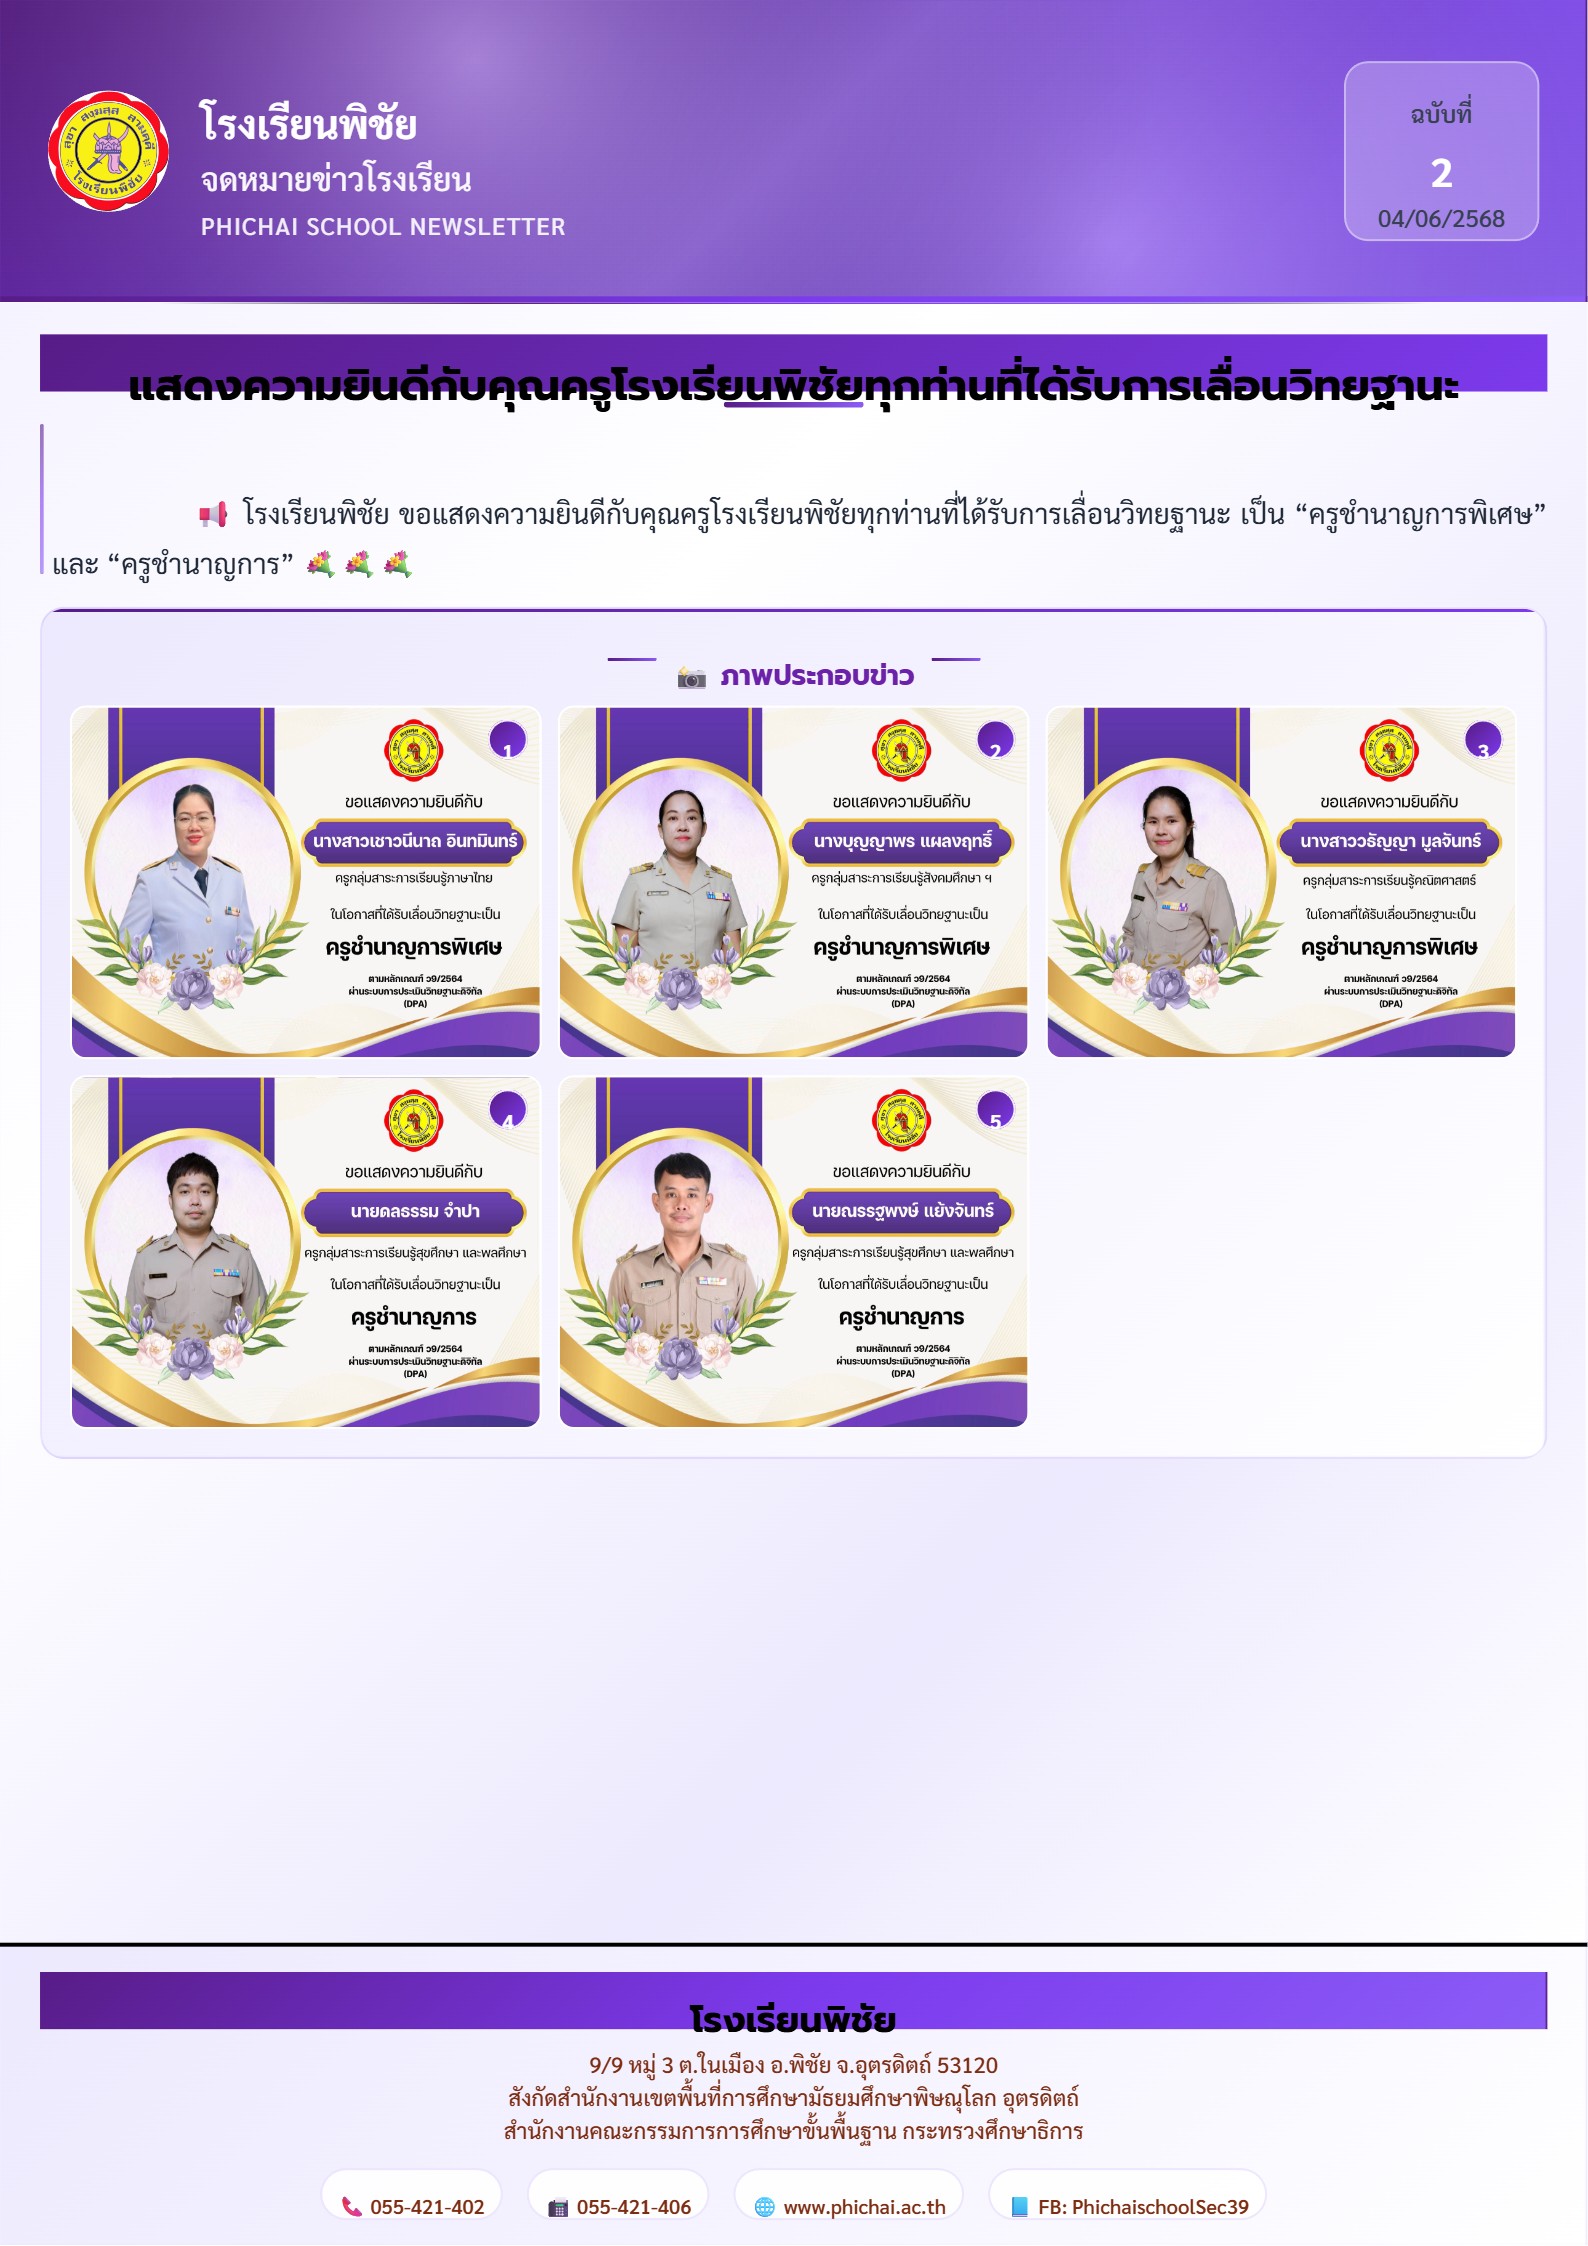 สุขา สงฺฆสฺส สามคฺคี
โรงเรียนพิชัย
โรงเรียนพิชัย
จดหมายข่าวโรงเรียน
PHICHAI SCHOOL NEWSLETTER
ฉบับที่
2
04/06/2568
แสดงความยินดีกับคุณครูโรงเรียนพิชัยทุกท่านที่ได้รับการเลื่อนวิทยฐานะ
📢 โรงเรียนพิชัย ขอแสดงความยินดีกับคุณครูโรงเรียนพิชัยทุกท่านที่ได้รับการเลื่อนวิทยฐานะ เป็น “ครูชำนาญการพิเศษ”
และ “ครูชำนาญการ” 💐 💐 💐
📸 ภาพประกอบข่าว
1
ขอแสดงความยินดีกับ
นางสาวเชาวนีนาถ อินทมินทร์
ครูกลุ่มสาระการเรียนรู้ภาษาไทย
ในโอกาสที่ได้รับเลื่อนวิทยฐานะเป็น
ครูชำนาญการพิเศษ
ตามหลักเกณฑ์ ว9/2564
ผ่านระบบการประเมินวิทยฐานะดิจิทัล
(DPA)
2
ขอแสดงความยินดีกับ
นางบุญญาพร แผลงฤทธิ์
ครูกลุ่มสาระการเรียนรู้สังคมศึกษา ฯ
ในโอกาสที่ได้รับเลื่อนวิทยฐานะเป็น
ครูชำนาญการพิเศษ
ตามหลักเกณฑ์ ว9/2564
ผ่านระบบการประเมินวิทยฐานะดิจิทัล
(DPA)
3
ขอแสดงความยินดีกับ
นางสาววธัญญา มูลจันทร์
ครูกลุ่มสาระการเรียนรู้คณิตศาสตร์
ในโอกาสที่ได้รับเลื่อนวิทยฐานะเป็น
ครูชำนาญการพิเศษ
ตามหลักเกณฑ์ ว9/2564
ผ่านระบบการประเมินวิทยฐานะดิจิทัล
(DPA)
4
ขอแสดงความยินดีกับ
นายดลธรรม จำปา
ครูกลุ่มสาระการเรียนรู้สุขศึกษา และพลศึกษา
ในโอกาสที่ได้รับเลื่อนวิทยฐานะเป็น
ครูชำนาญการ
ตามหลักเกณฑ์ ว9/2564
ผ่านระบบการประเมินวิทยฐานะดิจิทัล
(DPA)
5
ขอแสดงความยินดีกับ
นายณรรฐพงษ์ แย้งจันทร์
ครูกลุ่มสาระการเรียนรู้สุขศึกษา และพลศึกษา
ในโอกาสที่ได้รับเลื่อนวิทยฐานะเป็น
ครูชำนาญการ
ตามหลักเกณฑ์ ว9/2564
ผ่านระบบการประเมินวิทยฐานะดิจิทัล
(DPA)
โรงเรียนพิชัย
9/9 หมู่ 3 ต.ในเมือง อ.พิชัย จ.อุตรดิตถ์ 53120
สังกัดสำนักงานเขตพื้นที่การศึกษามัธยมศึกษาพิษณุโลก อุตรดิตถ์
สำนักงานคณะกรรมการการศึกษาขั้นพื้นฐาน กระทรวงศึกษาธิการ
📞 055-421-402
📠 055-421-406
🌐 www.phichai.ac.th
📘 FB: PhichaischoolSec39